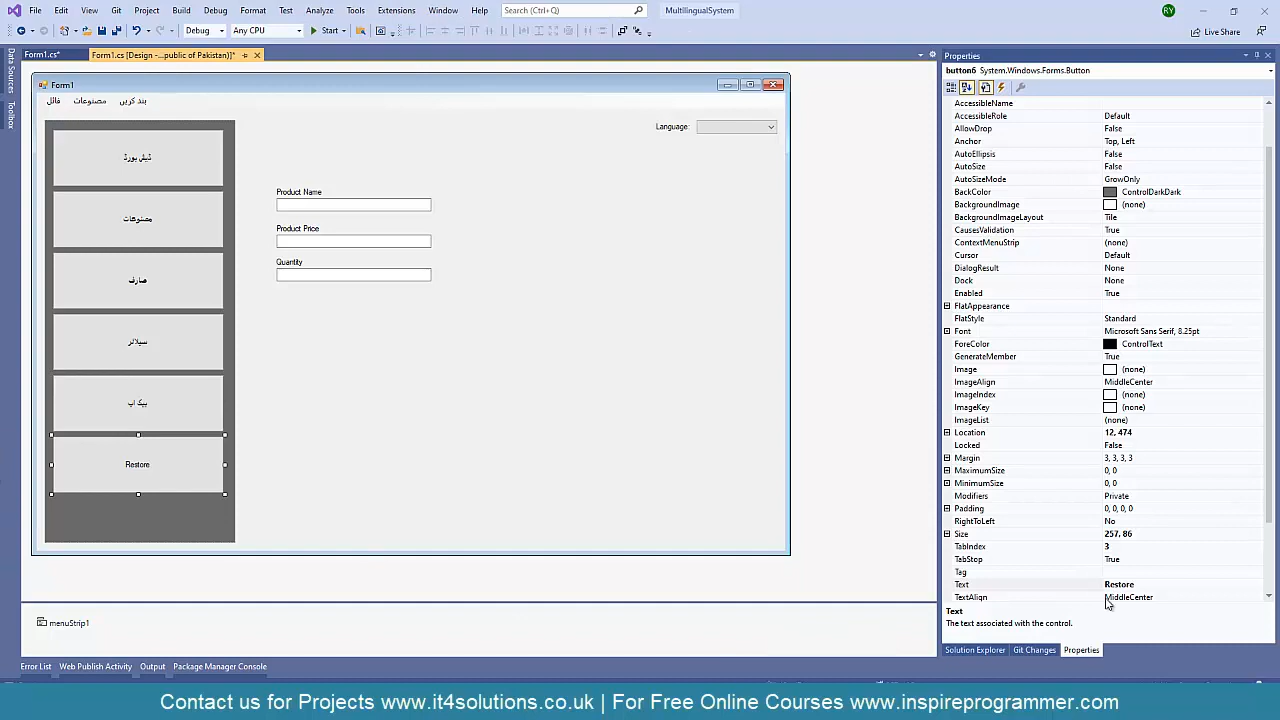 File Edit View Git Project Build Debug Format Test Analyze Tools Extensions Window Help Search (Ctrl+Q) MultilingualSystem RY
Debug Any CPU Start Live Share
Form1.cs* Form1.cs [Design -...public of Pakistan)]*
Data Sources
Toolbox
Form1
فائل مصنوعات بند کریں
Language:
ڈیش بورڈ
مصنوعات
صارف
سپلائر
بیک اپ
Restore
Product Name
Product Price
Quantity
menuStrip1
Error List Web Publish Activity Output Package Manager Console
Properties
button6 System.Windows.Forms.Button
AccessibleName
AccessibleRole Default
AllowDrop False
Anchor Top, Left
AutoEllipsis False
AutoSize False
AutoSizeMode GrowOnly
BackColor ControlDarkDark
BackgroundImage (none)
BackgroundImageLayout Tile
CausesValidation True
ContextMenuStrip (none)
Cursor Default
DialogResult None
Dock None
Enabled True
FlatAppearance
FlatStyle Standard
Font Microsoft Sans Serif, 8.25pt
ForeColor ControlText
GenerateMember True
Image (none)
ImageAlign MiddleCenter
ImageIndex (none)
ImageKey (none)
ImageList (none)
Location 12, 474
Locked False
Margin 3, 3, 3, 3
MaximumSize 0, 0
MinimumSize 0, 0
Modifiers Private
Padding 0, 0, 0, 0
RightToLeft No
Size 257, 86
TabIndex 3
TabStop True
Tag
Text Restore
TextAlign MiddleCenter
Text
The text associated with the control.
Solution Explorer Git Changes Properties
Contact us for Projects www.it4solutions.co.uk | For Free Online Courses www.inspireprogrammer.com